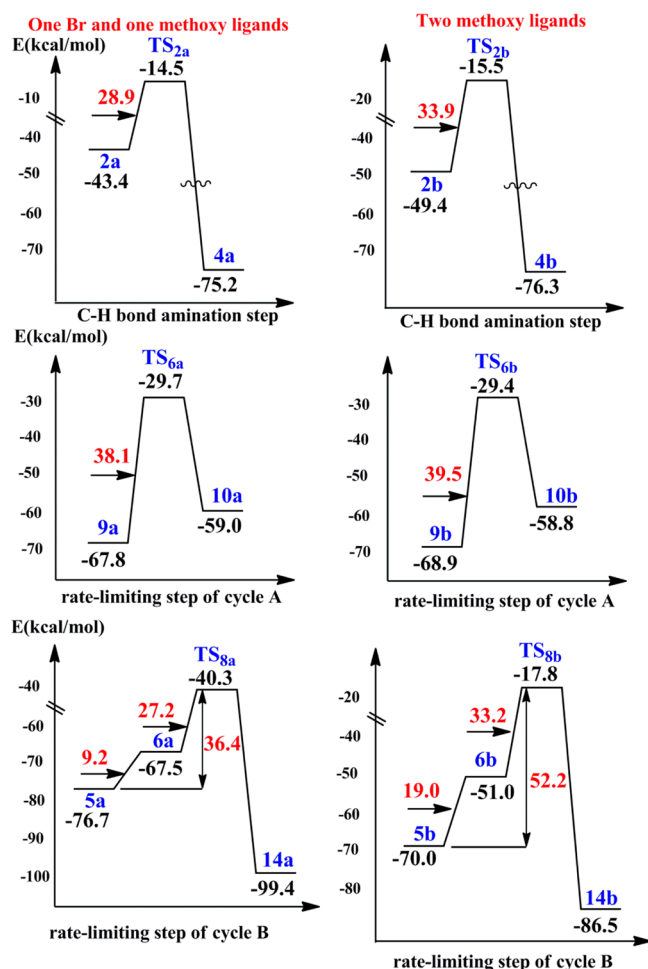 One Br and one methoxy ligands
Two methoxy ligands
E(kcal/mol)
TS2a
-14.5
-10
28.9
-40
2a
-43.4
-50
-60
-70
4a
-75.2
C-H bond amination step
TS2b
-15.5
-20
33.9
-40
2b
-49.4
-50
-60
-70
4b
-76.3
C-H bond amination step
E(kcal/mol)
TS6a
-29.7
-30
-40
38.1
-50
10a
-59.0
-60
9a
-67.8
-70
rate-limiting step of cycle A
TS6b
-29.4
-30
-40
39.5
-50
10b
-58.8
-60
9b
-68.9
-70
rate-limiting step of cycle A
E(kcal/mol)
TS8a
-40.3
-40
27.2
-60
6a
36.4
9.2
-67.5
-70
5a
-76.7
-80
-90
14a
-99.4
-100
rate-limiting step of cycle B
TS8b
-17.8
-20
33.2
-40
6b
-51.0
-50
52.2
19.0
-60
5b
-70.0
-70
-80
14b
-86.5
rate-limiting step of cycle B